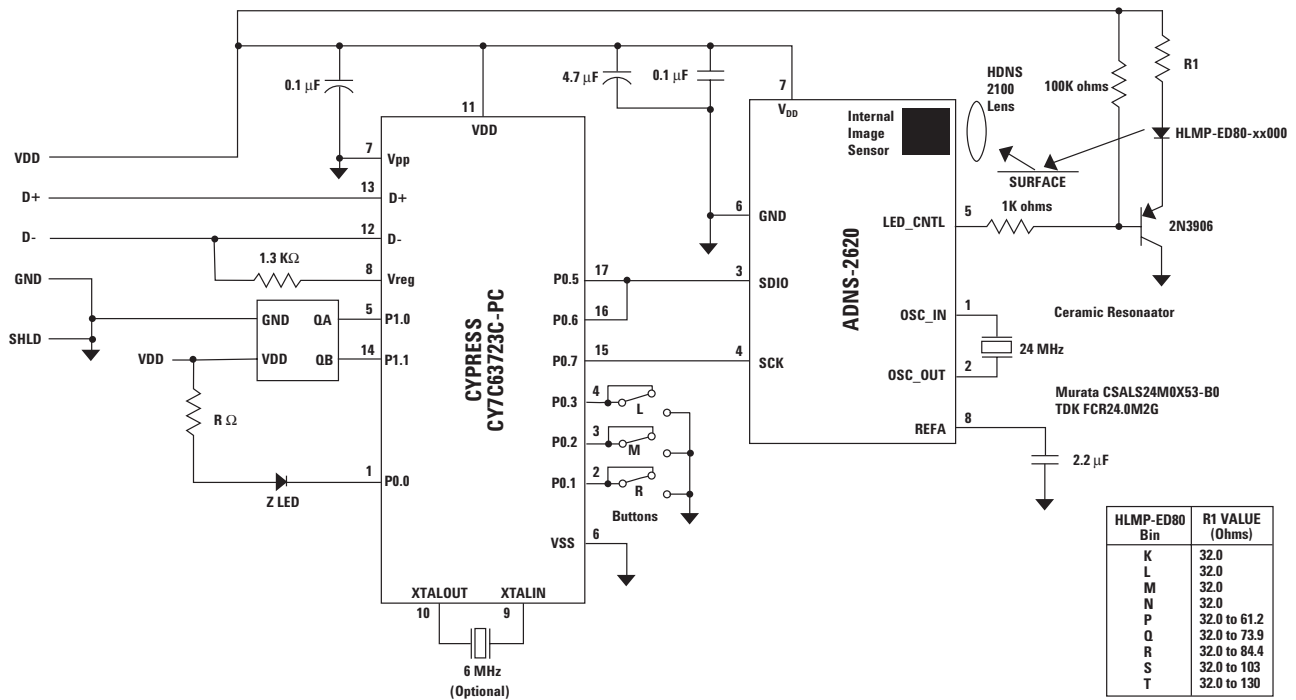 R1
0.1 μF
4.7 μF
0.1 μF
7
HDNS
2100
Lens
100K ohms
11
VDD
VDD
Internal
Image
Sensor
HLMP-ED80-xx000
VDD
7
Vpp
SURFACE
D+
13
D+
6
GND
LED_CNTL
5
1K ohms
2N3906
D-
12
D-
1.3 KΩ
GND
8
Vreg
P0.5
17
3
SDIO
ADNS-2620
GND
QA
5
P1.0
CYPRESS
CY7C63723C-PC
P0.6
16
OSC_IN
1
Ceramic Resonaator
SHLD
VDD
VDD
QB
14
P1.1
P0.7
15
4
SCK
24 MHz
OSC_OUT
2
R Ω
P0.3
4
L
Murata CSALS24M0X53-B0
TDK FCR24.0M2G
P0.2
3
M
REFA
8
2.2 μF
Z LED
1
P0.0
P0.1
2
R
Buttons
VSS
6
XTALOUT
XTALIN
10
9
6 MHz
(Optional)
HLMP-ED80 Bin R1 VALUE (Ohms)
K 32.0
L 32.0
M 32.0
N 32.0
P 32.0 to 61.2
Q 32.0 to 73.9
R 32.0 to 84.4
S 32.0 to 103
T 32.0 to 130